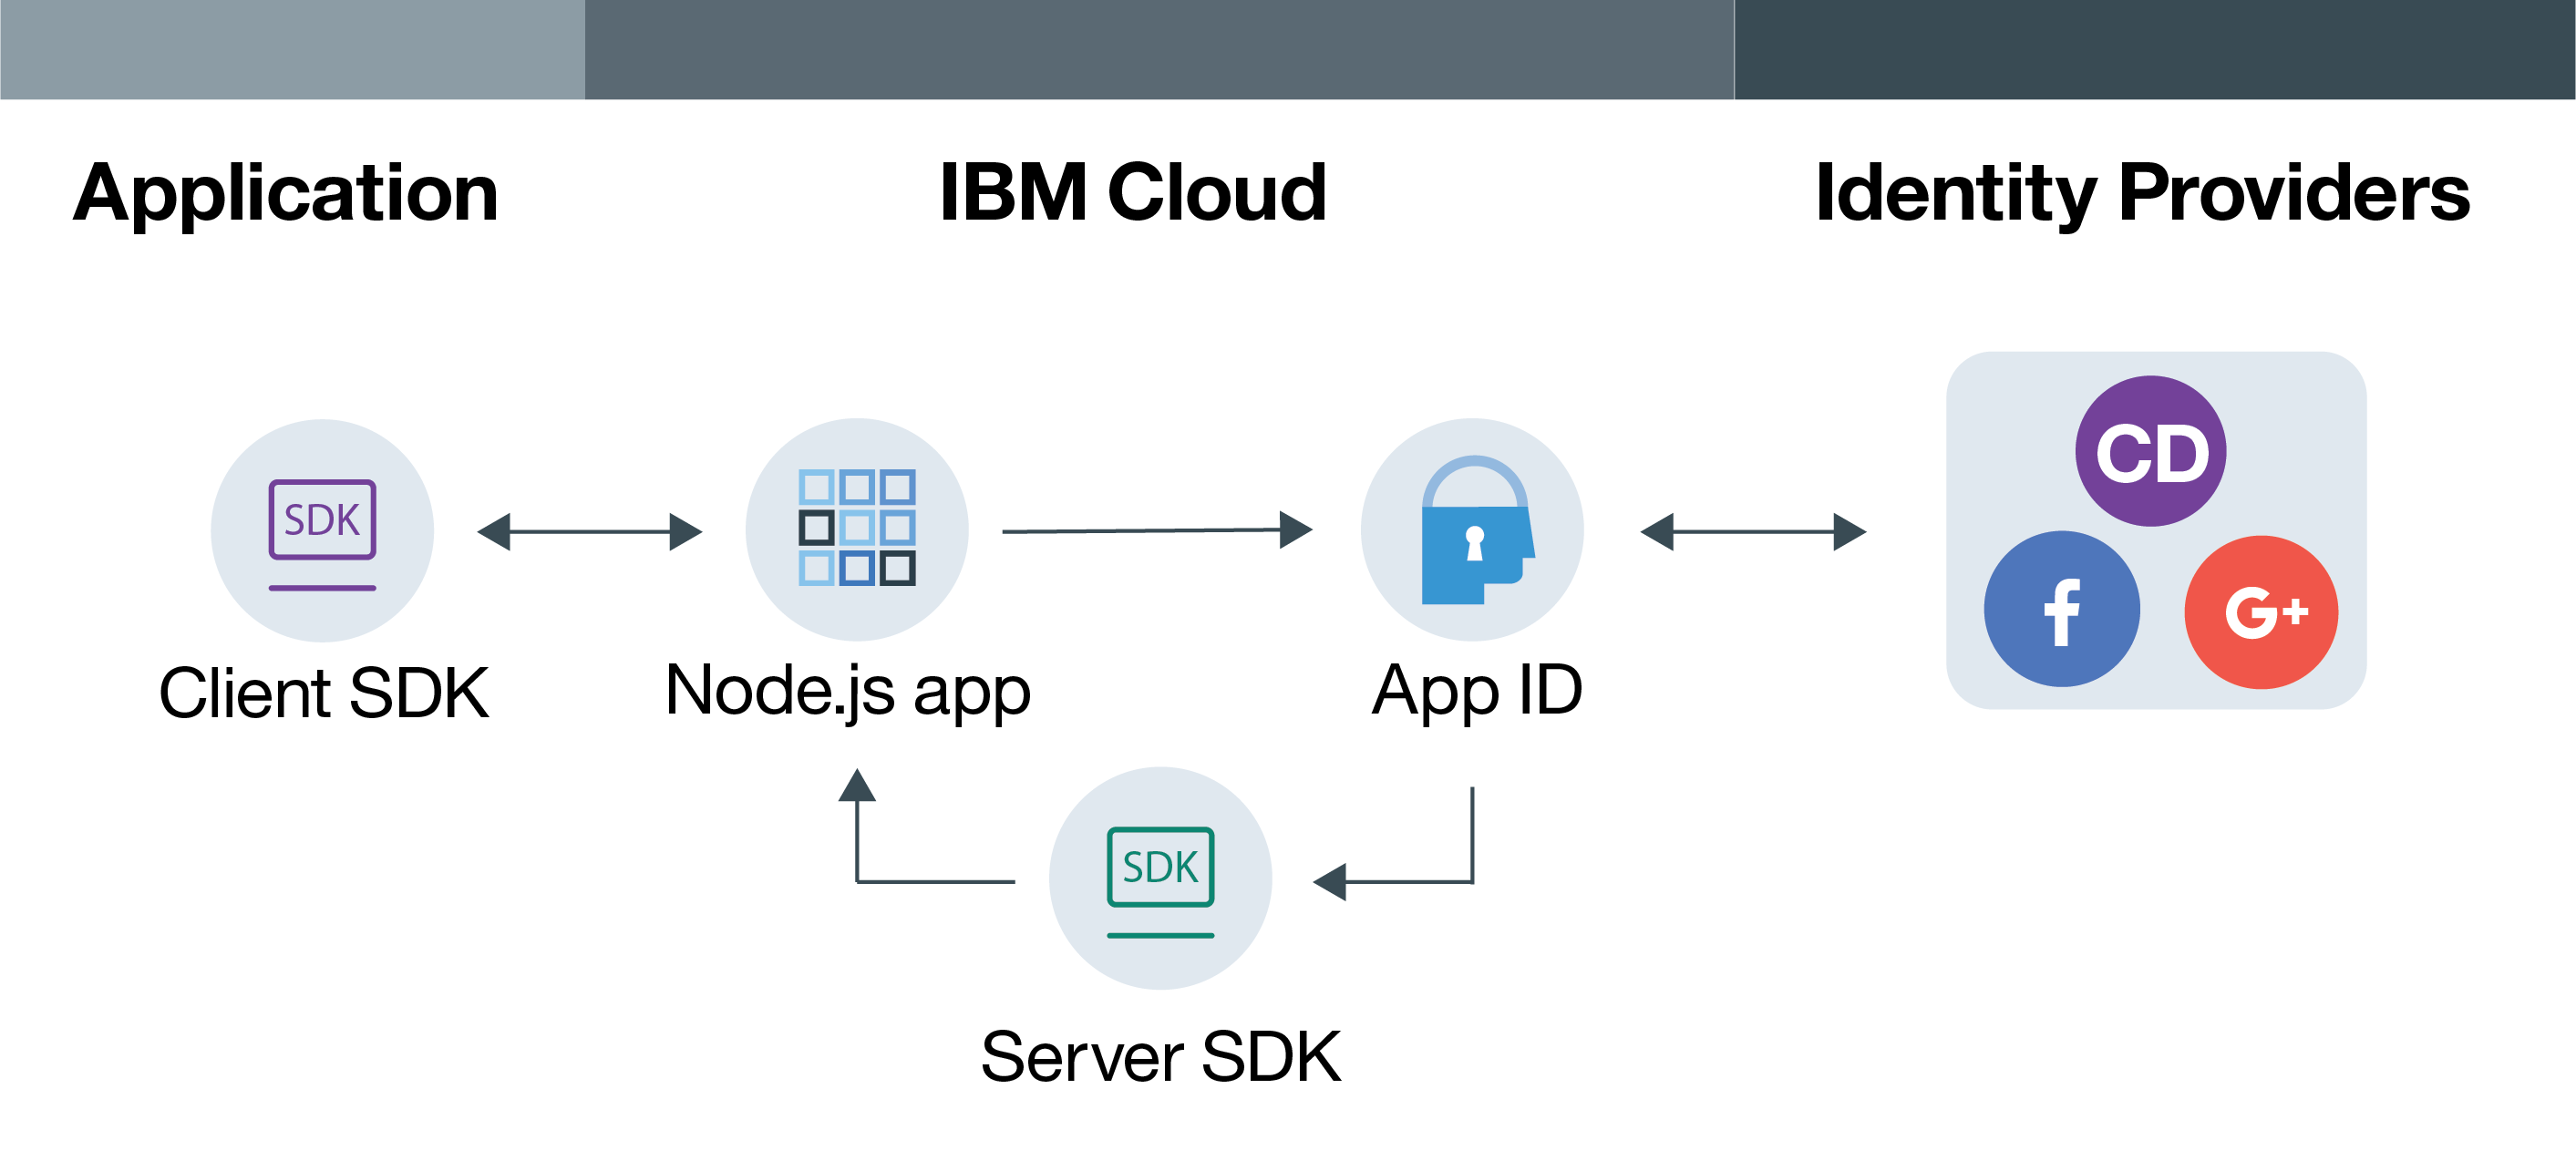 Application
IBM Cloud
Identity Providers
CD
SDK
f
G+
Client SDK
Node.js app
App ID
SDK
Server SDK